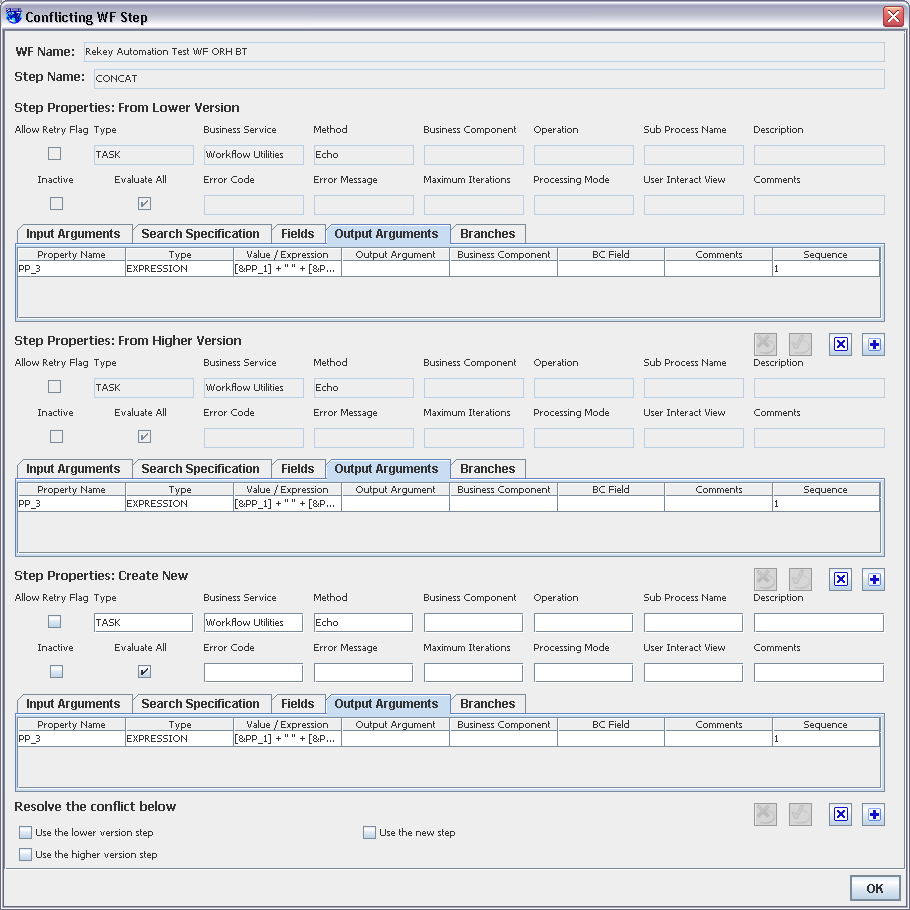 Conflicting WF Step
WF Name: Rekey Automation Test WF ORH BT
Step Name: CONCAT
Step Properties: From Lower Version
Allow Retry Flag Type Business Service Method Business Component Operation Sub Process Name Description
TASK Workflow Utilities Echo
Inactive Evaluate All Error Code Error Message Maximum Iterations Processing Mode User Interact View Comments
Input Arguments Search Specification Fields Output Arguments Branches
Property Name Type Value / Expression Output Argument Business Component BC Field Comments Sequence
PP_3 EXPRESSION [&PP_1] + " " + [&P... 1
Step Properties: From Higher Version
Allow Retry Flag Type Business Service Method Business Component Operation Sub Process Name Description
TASK Workflow Utilities Echo
Inactive Evaluate All Error Code Error Message Maximum Iterations Processing Mode User Interact View Comments
Input Arguments Search Specification Fields Output Arguments Branches
Property Name Type Value / Expression Output Argument Business Component BC Field Comments Sequence
PP_3 EXPRESSION [&PP_1] + " " + [&P... 1
Step Properties: Create New
Allow Retry Flag Type Business Service Method Business Component Operation Sub Process Name Description
TASK Workflow Utilities Echo
Inactive Evaluate All Error Code Error Message Maximum Iterations Processing Mode User Interact View Comments
Input Arguments Search Specification Fields Output Arguments Branches
Property Name Type Value / Expression Output Argument Business Component BC Field Comments Sequence
PP_3 EXPRESSION [&PP_1] + " " + [&P... 1
Resolve the conflict below
Use the lower version step Use the new step
Use the higher version step
OK